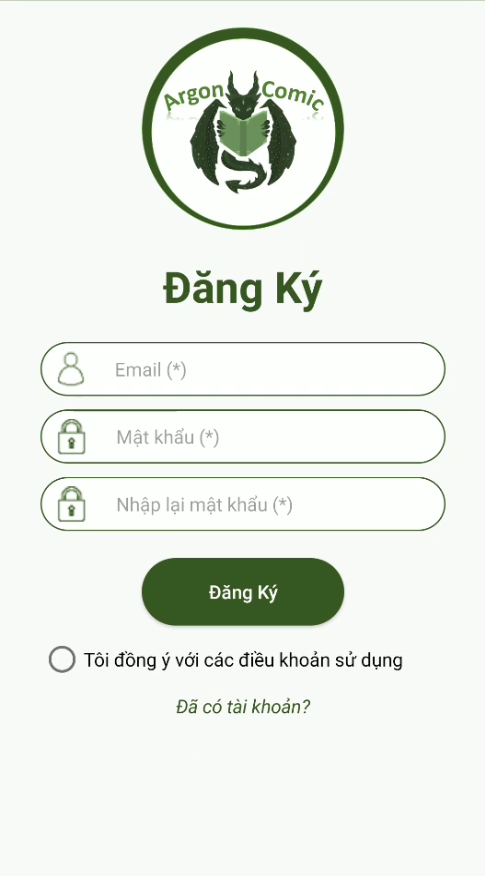 Argon Comic
Đăng Ký
Email (*)
Mật khẩu (*)
Nhập lại mật khẩu (*)
Đăng Ký
Tôi đồng ý với các điều khoản sử dụng
Đã có tài khoản?